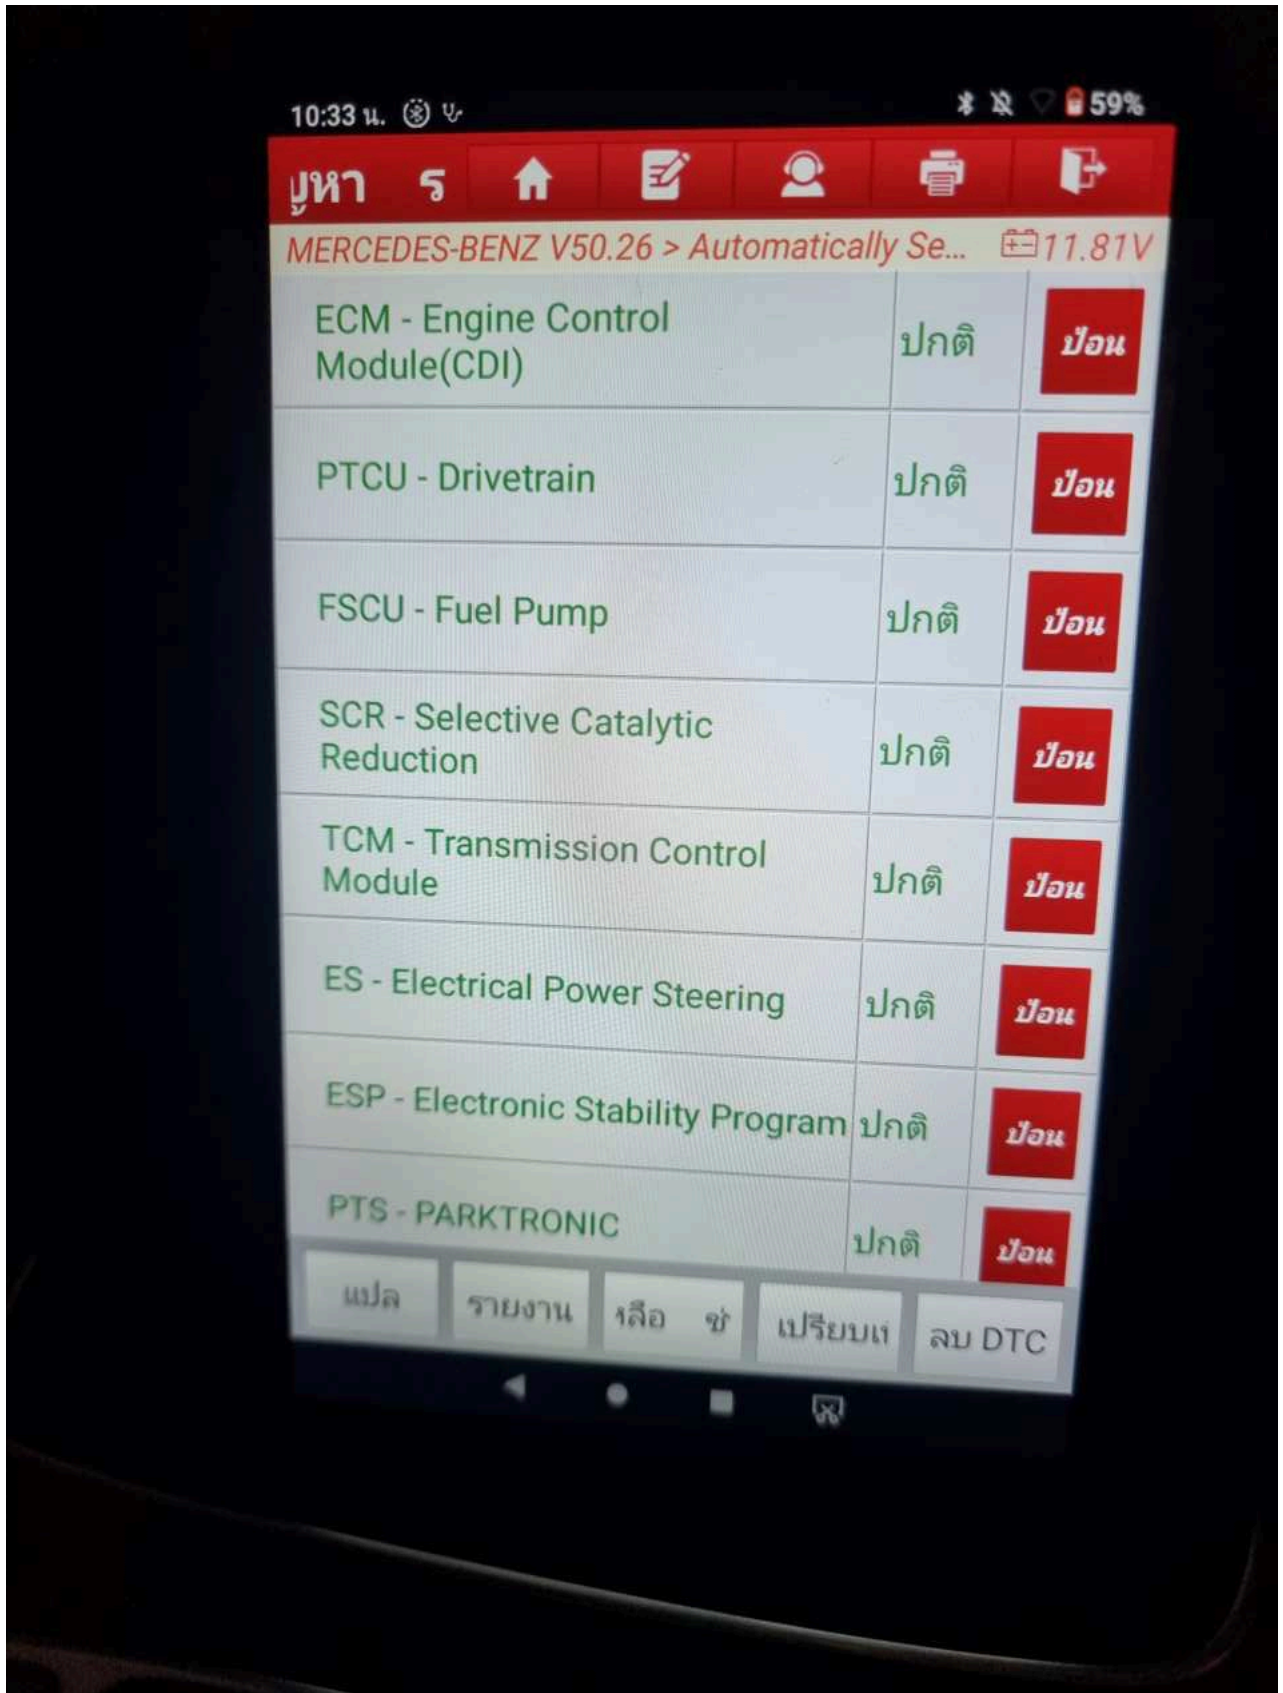 10:33 น. 59%
ูหา ร
MERCEDES-BENZ V50.26 > Automatically Se... 11.81V
ECM - Engine Control
Module(CDI) ปกติ ป้อน
PTCU - Drivetrain ปกติ ป้อน
FSCU - Fuel Pump ปกติ ป้อน
SCR - Selective Catalytic
Reduction ปกติ ป้อน
TCM - Transmission Control
Module ปกติ ป้อน
ES - Electrical Power Steering ปกติ ป้อน
ESP - Electronic Stability Program ปกติ ป้อน
PTS - PARKTRONIC ปกติ ป้อน
แปล รายงาน ลือ ช่ เปรียบเ ลบ DTC